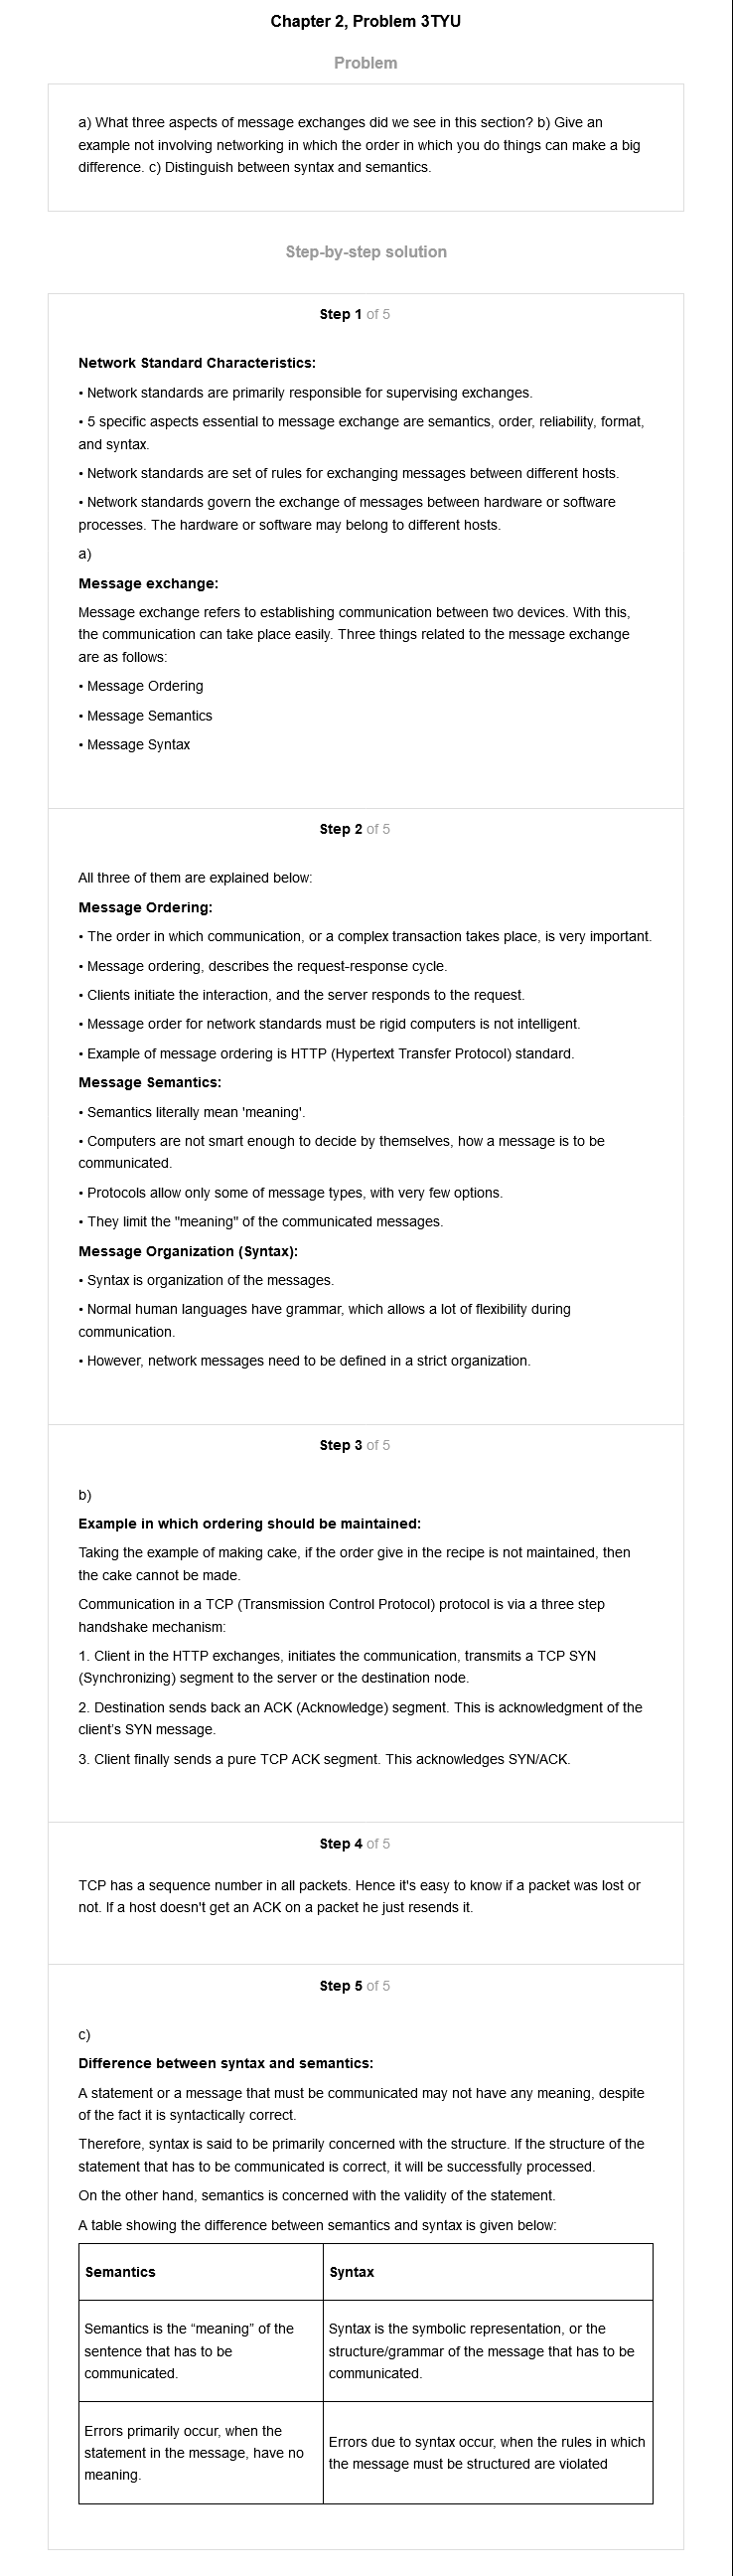 Chapter 2, Problem 3TYU
Problem
a) What three aspects of message exchanges did we see in this section? b) Give an
example not involving networking in which the order in which you do things can make a big
difference. c) Distinguish between syntax and semantics.
Step-by-step solution
Step 1 of 5
Network Standard Characteristics:
• Network standards are primarily responsible for supervising exchanges.
• 5 specific aspects essential to message exchange are semantics, order, reliability, format,
and syntax.
• Network standards are set of rules for exchanging messages between different hosts.
• Network standards govern the exchange of messages between hardware or software
processes. The hardware or software may belong to different hosts.
a)
Message exchange:
Message exchange refers to establishing communication between two devices. With this,
the communication can take place easily. Three things related to the message exchange
are as follows:
• Message Ordering
• Message Semantics
• Message Syntax
Step 2 of 5
All three of them are explained below:
Message Ordering:
• The order in which communication, or a complex transaction takes place, is very important.
• Message ordering, describes the request-response cycle.
• Clients initiate the interaction, and the server responds to the request.
• Message order for network standards must be rigid computers is not intelligent.
• Example of message ordering is HTTP (Hypertext Transfer Protocol) standard.
Message Semantics:
• Semantics literally mean 'meaning'.
• Computers are not smart enough to decide by themselves, how a message is to be
communicated.
• Protocols allow only some of message types, with very few options.
• They limit the "meaning" of the communicated messages.
Message Organization (Syntax):
• Syntax is organization of the messages.
• Normal human languages have grammar, which allows a lot of flexibility during
communication.
• However, network messages need to be defined in a strict organization.
Step 3 of 5
b)
Example in which ordering should be maintained:
Taking the example of making cake, if the order give in the recipe is not maintained, then
the cake cannot be made.
Communication in a TCP (Transmission Control Protocol) protocol is via a three step
handshake mechanism:
1. Client in the HTTP exchanges, initiates the communication, transmits a TCP SYN
(Synchronizing) segment to the server or the destination node.
2. Destination sends back an ACK (Acknowledge) segment. This is acknowledgment of the
client's SYN message.
3. Client finally sends a pure TCP ACK segment. This acknowledges SYN/ACK.
Step 4 of 5
TCP has a sequence number in all packets. Hence it's easy to know if a packet was lost or
not. If a host doesn't get an ACK on a packet he just resends it.
Step 5 of 5
c)
Difference between syntax and semantics:
A statement or a message that must be communicated may not have any meaning, despite
of the fact it is syntactically correct.
Therefore, syntax is said to be primarily concerned with the structure. If the structure of the
statement that has to be communicated is correct, it will be successfully processed.
On the other hand, semantics is concerned with the validity of the statement.
A table showing the difference between semantics and syntax is given below:
Semantics
Syntax
Semantics is the “meaning” of the
sentence that has to be
communicated.
Syntax is the symbolic representation, or the
structure/grammar of the message that has to be
communicated.
Errors primarily occur, when the
statement in the message, have no
meaning.
Errors due to syntax occur, when the rules in which
the message must be structured are violated